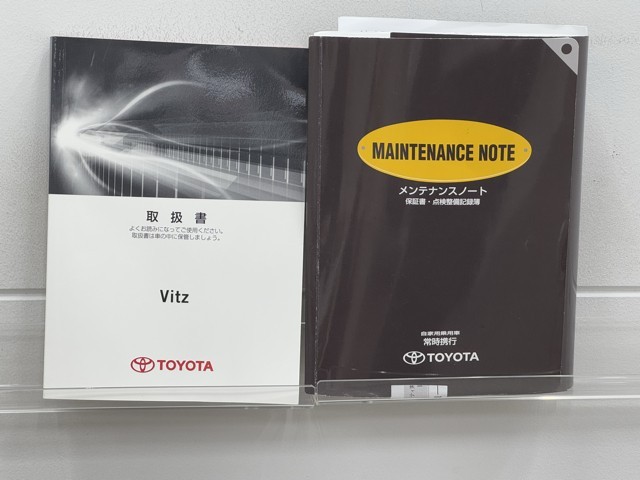 取扱書
よくお読みになってご使用ください。
取扱書は車の中に保管しましょう。
Vitz
TOYOTA
MAINTENANCE NOTE
メンテナンスノート
保証書・点検整備記録簿
自家用乗用車
常時携行
TOYOTA